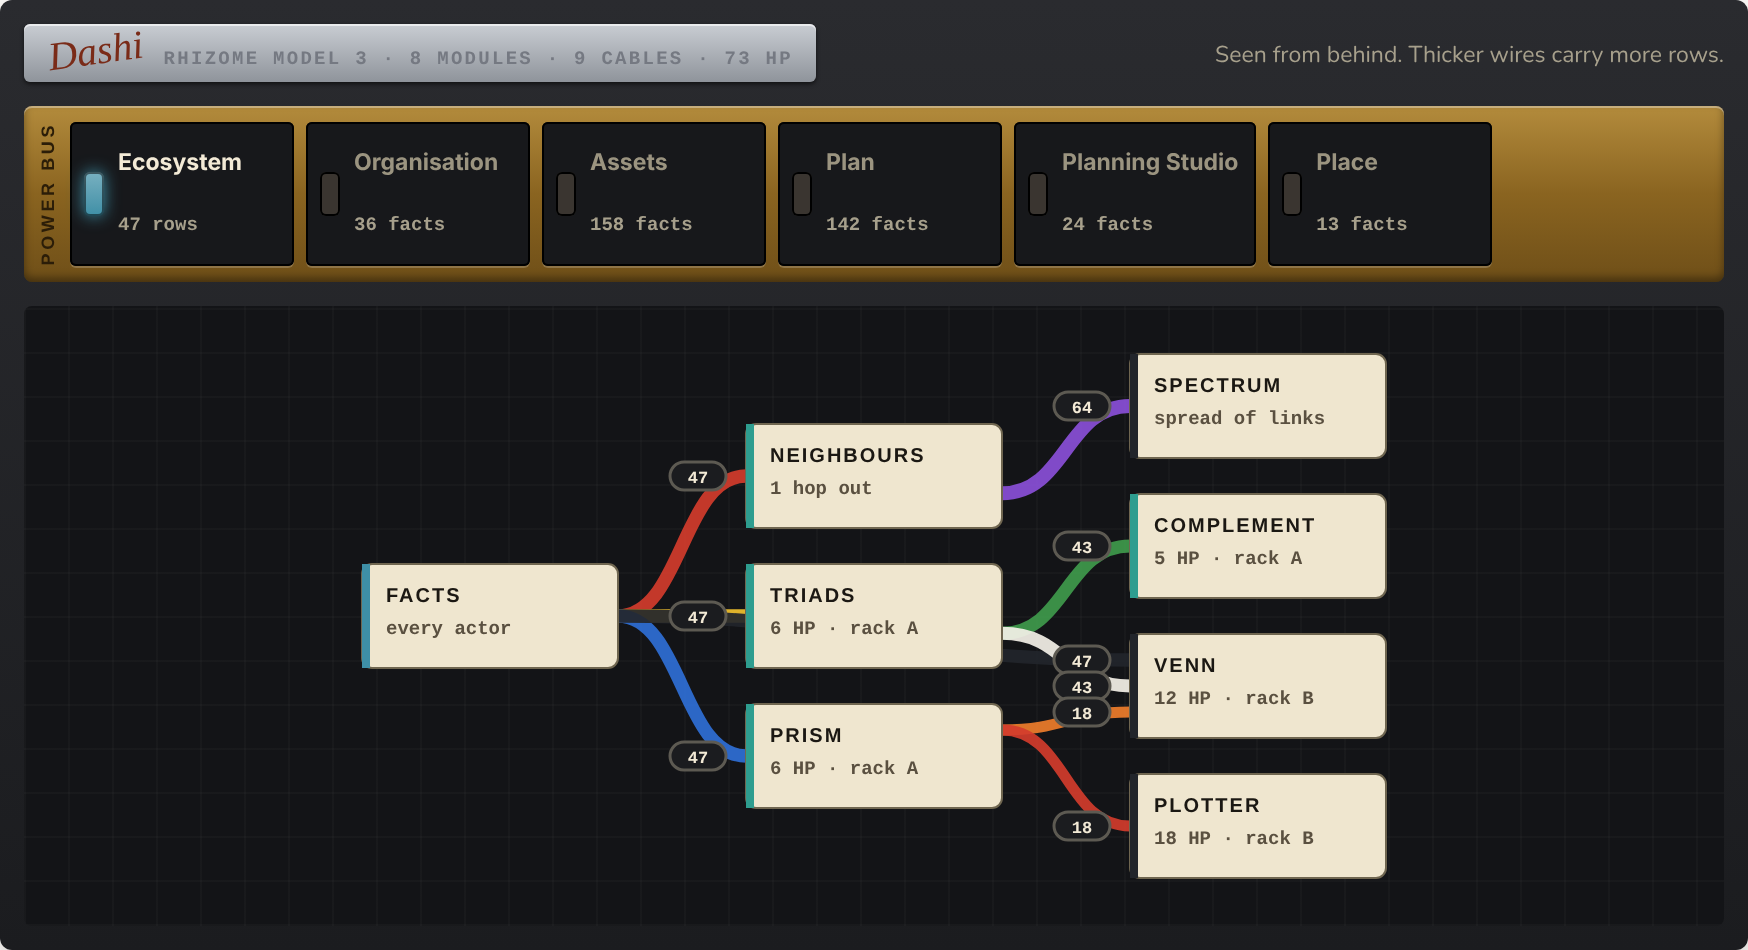 Dashi RHIZOME MODEL 3 · 8 MODULES · 9 CABLES · 73 HP
Seen from behind. Thicker wires carry more rows.
POWER BUS
Ecosystem
47 rows
Organisation
36 facts
Assets
158 facts
Plan
142 facts
Planning Studio
24 facts
Place
13 facts
FACTS
every actor
47
47
47
NEIGHBOURS
1 hop out
TRIADS
6 HP · rack A
PRISM
6 HP · rack A
64
43
47
43
18
18
SPECTRUM
spread of links
COMPLEMENT
5 HP · rack A
VENN
12 HP · rack B
PLOTTER
18 HP · rack B